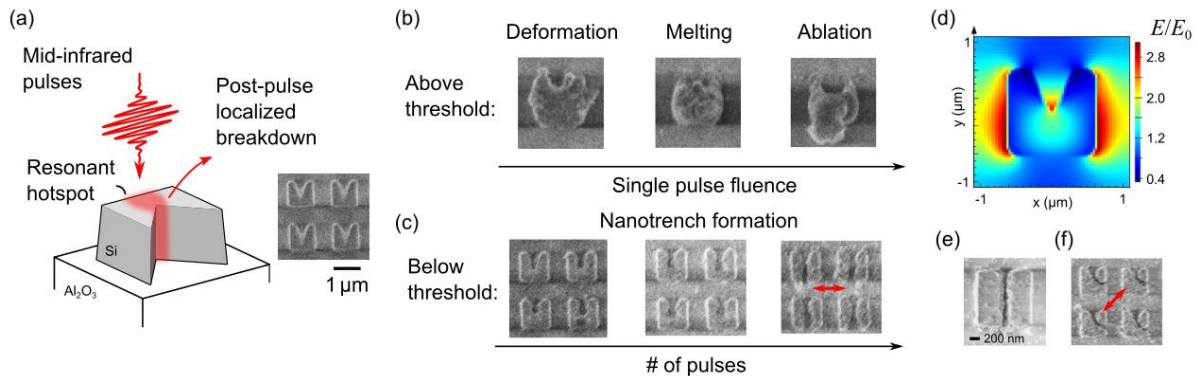 (a)
Mid-infrared
pulses
Post-pulse
localized
breakdown
Resonant
hotspot
Si
Al₂O₃
1 μm
(b)
Deformation
Melting
Ablation
Above
threshold:
Single pulse fluence
(c)
Nanotrench formation
Below
threshold:
# of pulses
(d)
E/E₀
1
y (μm)
-1
-1
x (μm)
1
2.8
2.0
1.2
0.4
(e)
200 nm
(f)